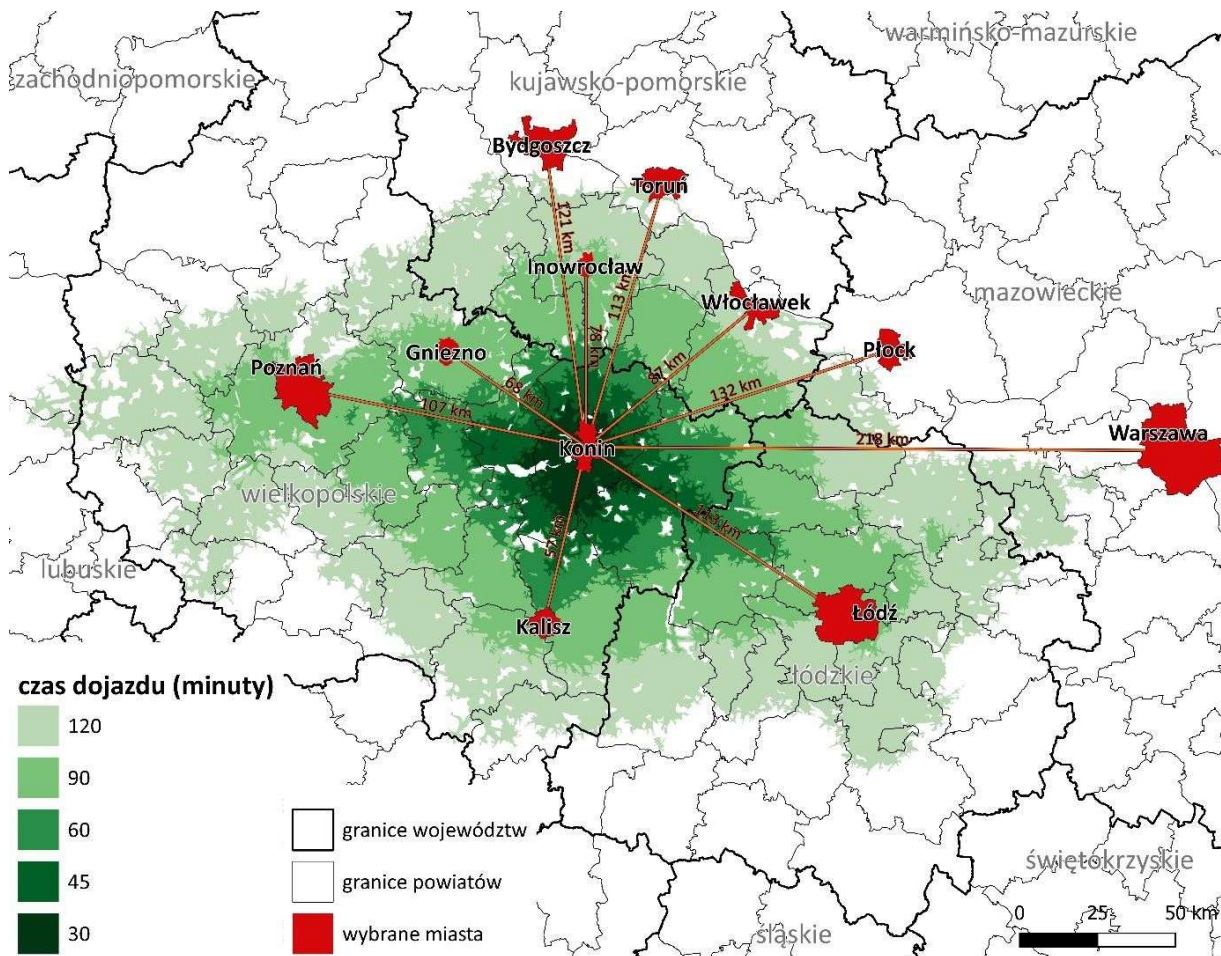 warmińsko-mazurskie
zachodniopomorskie
kujawsko-pomorskie
Bydgoszcz
Toruń
121 km
Inowrocław
113 km
Włocławek
mazowieckie
78 km
Gniezno
Płock
Poznań
87 km
68 km
132 km
107 km
Warszawa
218 km
Konin
wielkopolskie
lubuskie
Łódź
Kalisz
łódzkie
czas dojazdu (minuty)
120
90
60
45
30
granice województw
granice powiatów
wybrane miasta
świętokrzyskie
śląskie
0 25 50 km